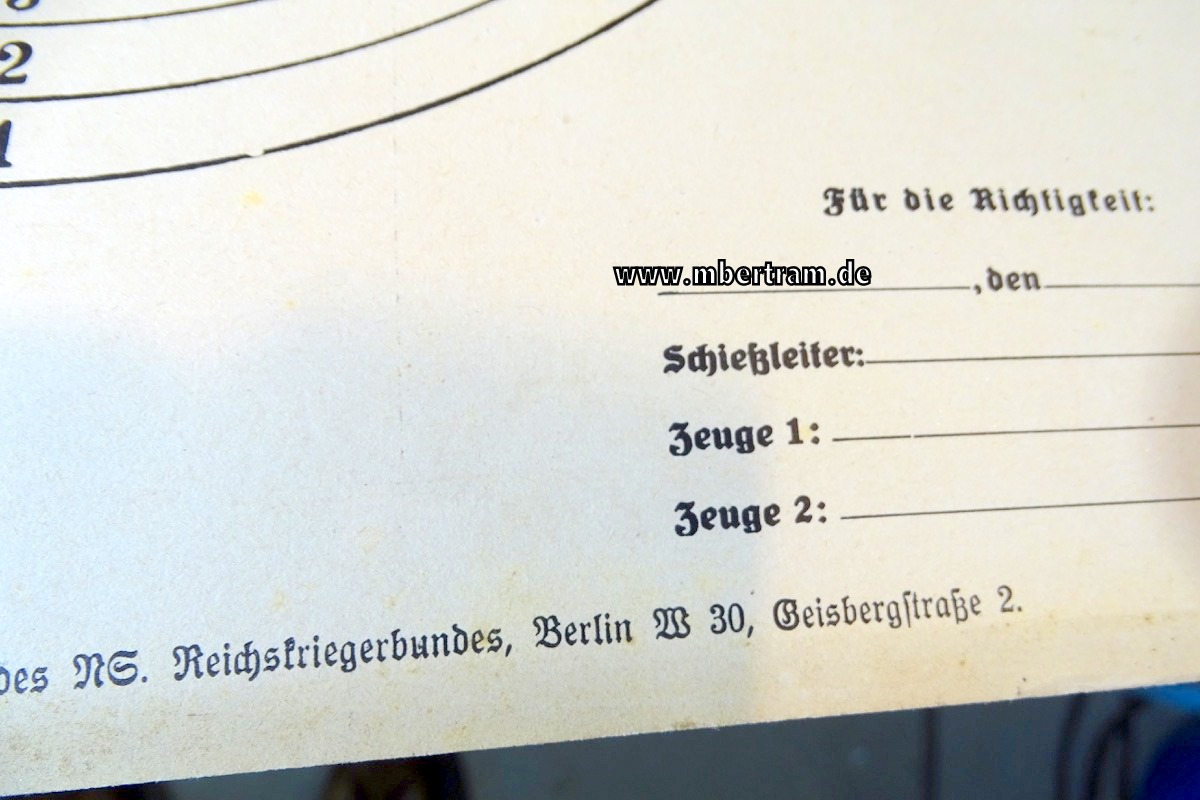 2
1
Für die Richtigkeit:
www.mbertram.de
,den
Schießleiter:
Zeuge 1:
Zeuge 2:
des NS. Reichskriegerbundes, Berlin W 30, Geisbergstraße 2.